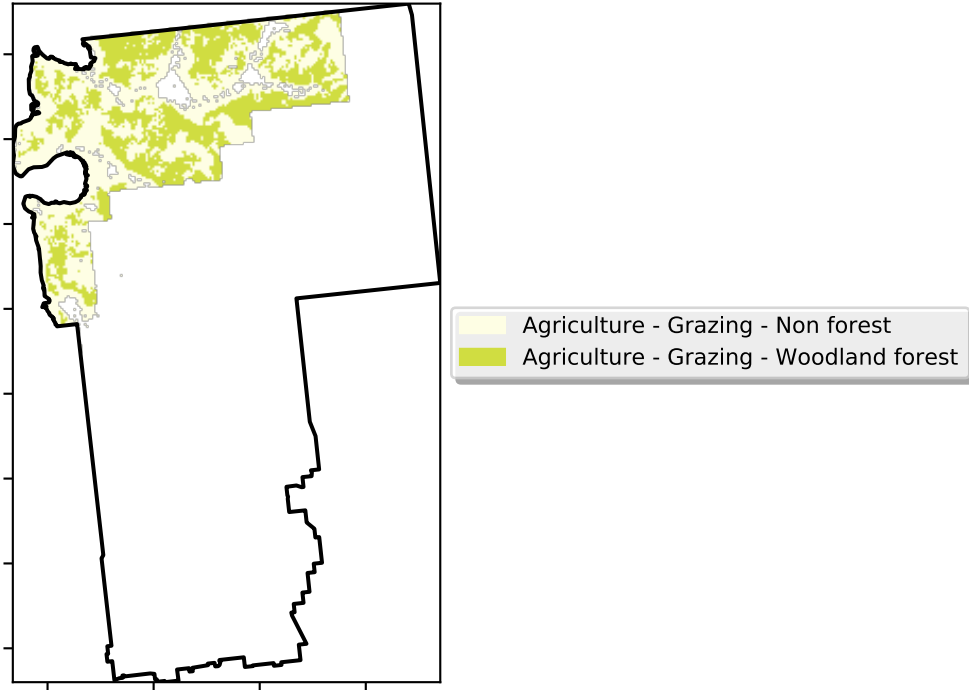 Agriculture - Grazing - Non forest
Agriculture - Grazing - Woodland forest